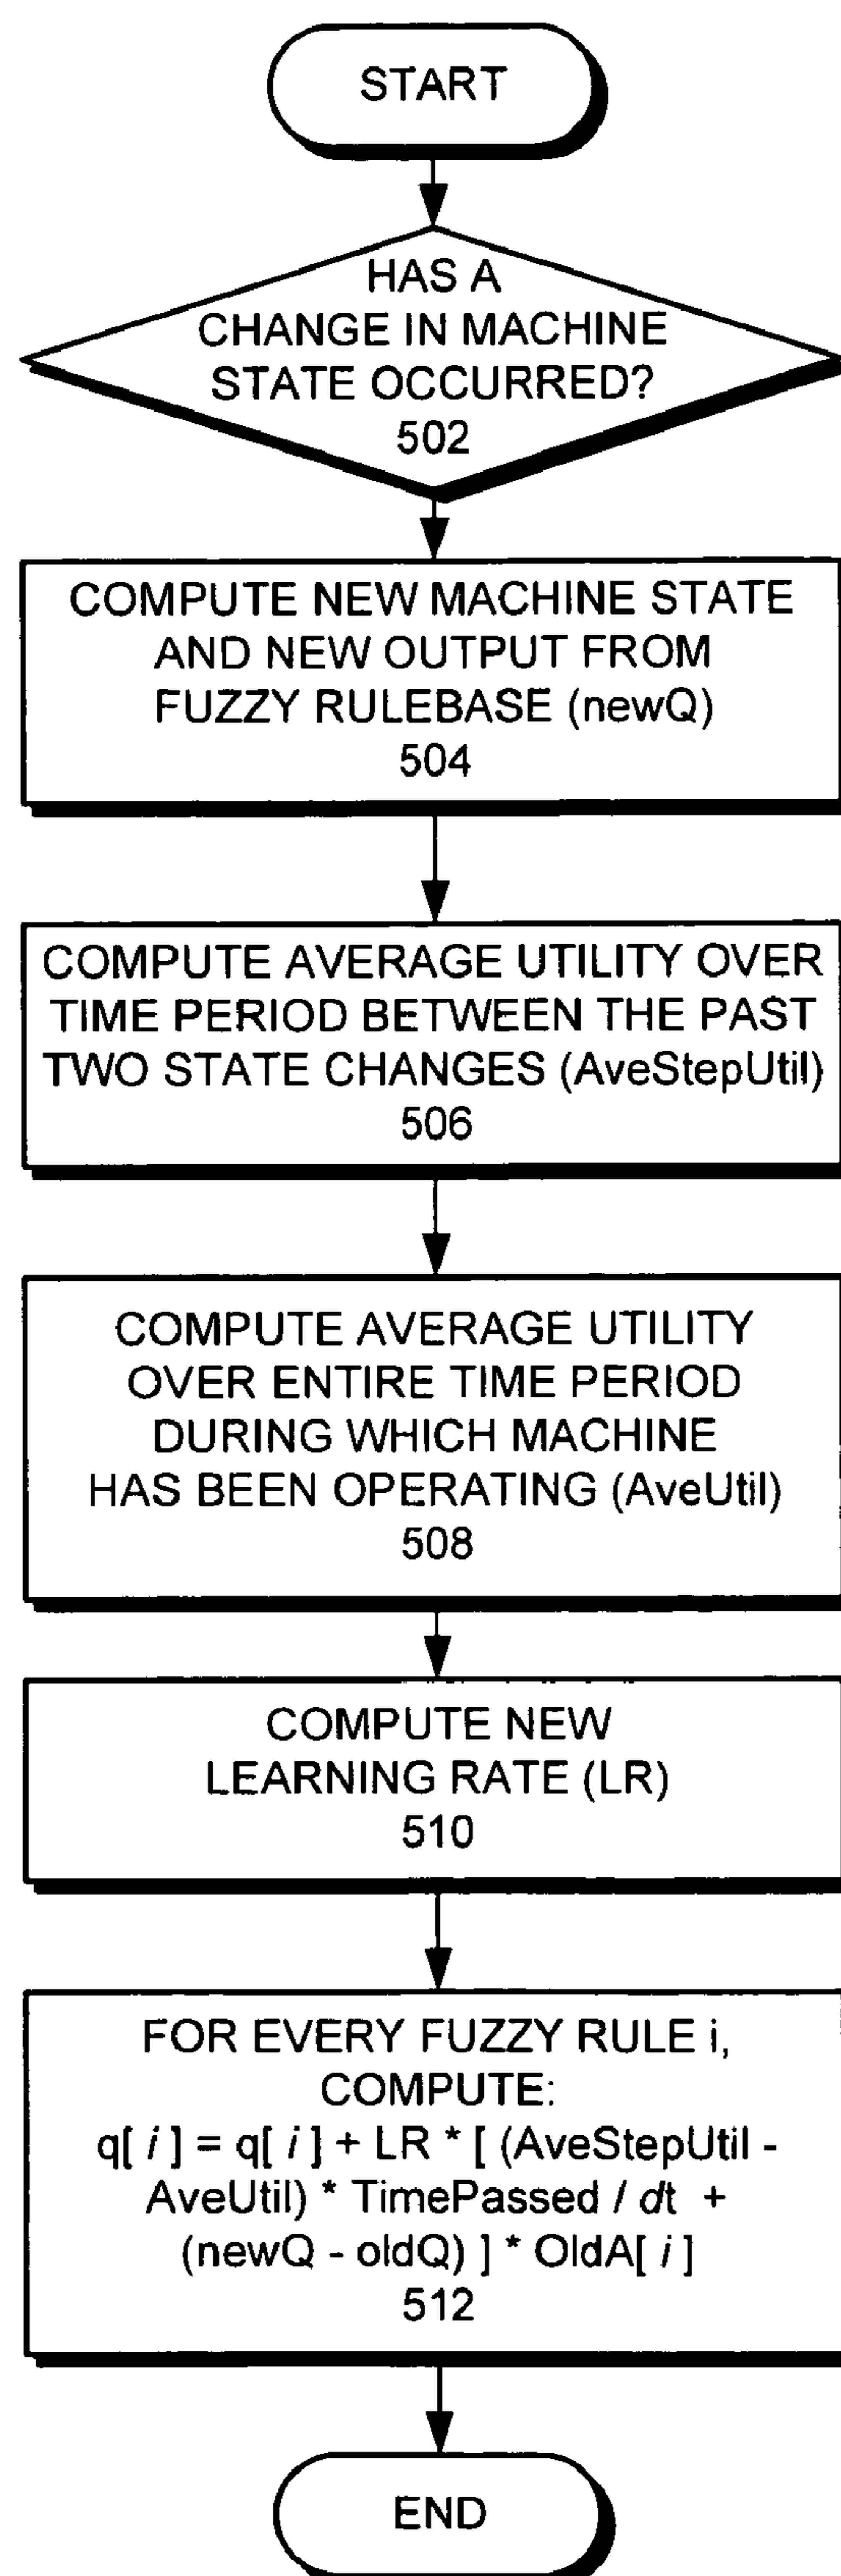 START
HAS A
CHANGE IN MACHINE
STATE OCCURRED?
502
COMPUTE NEW MACHINE STATE
AND NEW OUTPUT FROM
FUZZY RULEBASE (newQ)
504
COMPUTE AVERAGE UTILITY OVER
TIME PERIOD BETWEEN THE PAST
TWO STATE CHANGES (AveStepUtil)
506
COMPUTE AVERAGE UTILITY
OVER ENTIRE TIME PERIOD
DURING WHICH MACHINE
HAS BEEN OPERATING (AveUtil)
508
COMPUTE NEW
LEARNING RATE (LR)
510
FOR EVERY FUZZY RULE i,
COMPUTE:
q[ i ] = q[ i ] + LR * [ (AveStepUtil -
AveUtil) * TimePassed / dt +
(newQ - oldQ) ] * OldA[ i ]
512
END